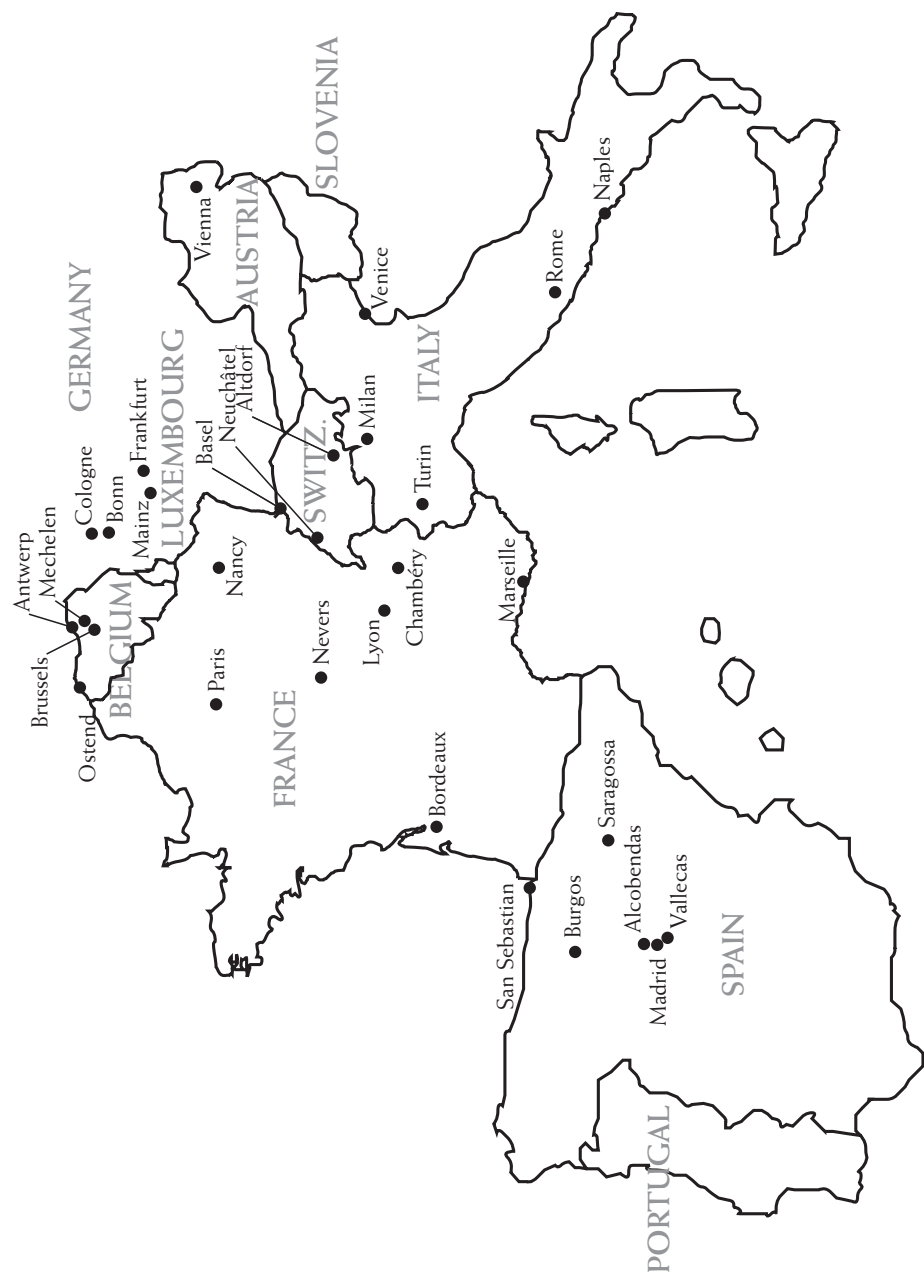 Antwerp
Mechelen
Brussels
Ostend
BELGIUM
Cologne
Bonn
Mainz
Frankfurt
GERMANY
LUXEMBOURG
Basel
Neuchâtel
Altdorf
SWITZ.
Vienna
AUSTRIA
SLOVENIA
Paris
Nancy
Nevers
FRANCE
Lyon
Chambéry
Bordeaux
Marseille
Turin
Milan
Venice
ITALY
Rome
Naples
San Sebastian
Burgos
Saragossa
Alcobendas
Madrid
Vallecas
SPAIN
PORTUGAL